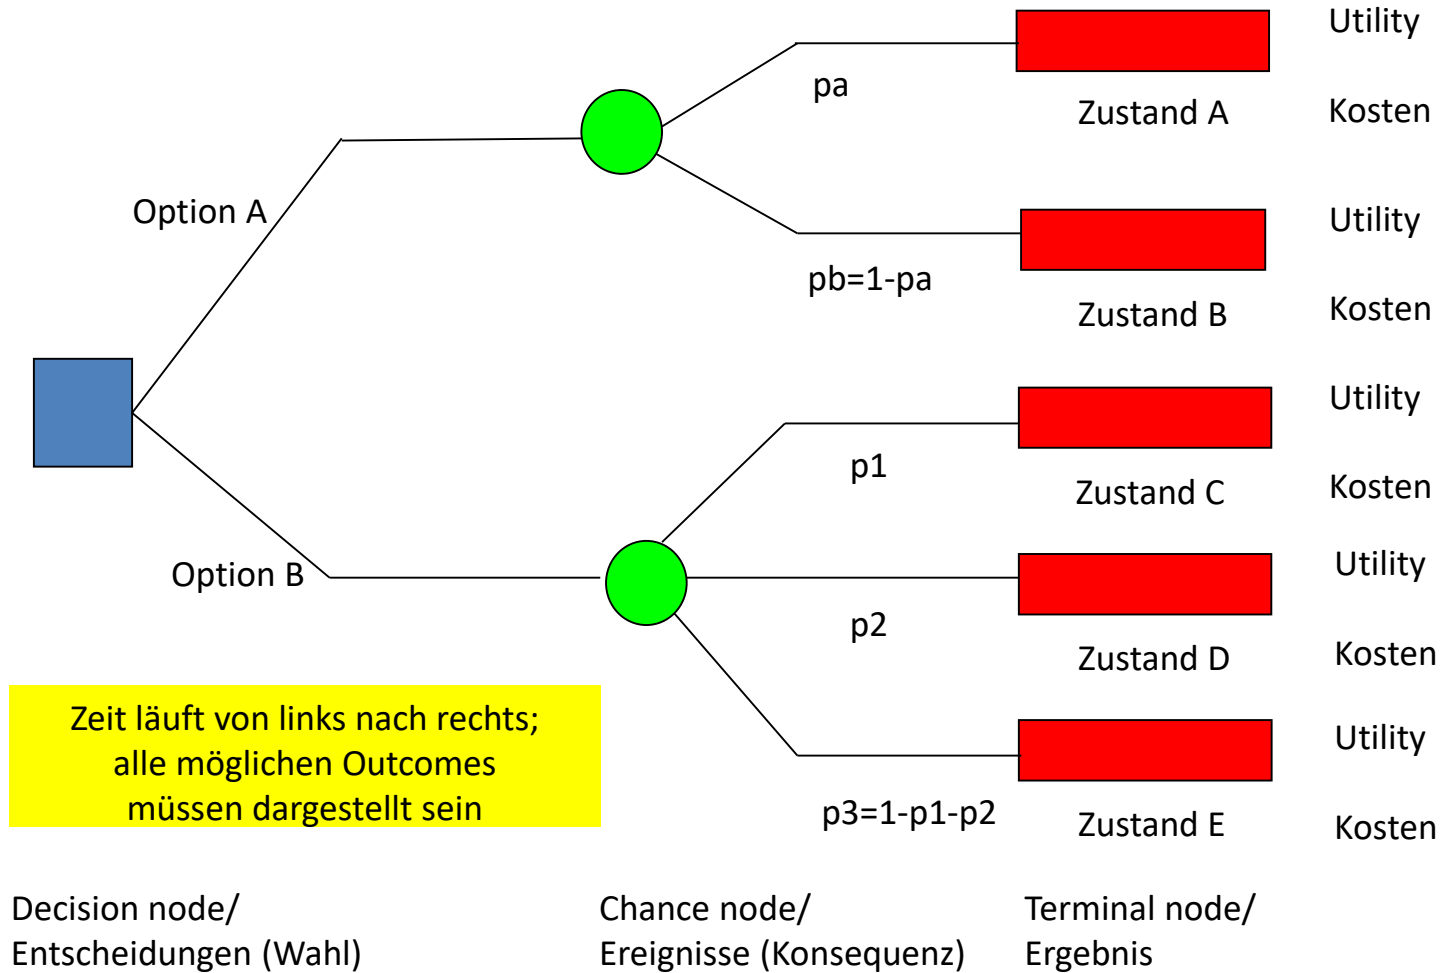 Utility
pa
Zustand A
Kosten
Option A
Utility
pb=1-pa
Zustand B
Kosten
Utility
p1
Zustand C
Kosten
Option B
Utility
p2
Zustand D
Kosten
Zeit läuft von links nach rechts;
alle möglichen Outcomes
müssen dargestellt sein
Utility
p3=1-p1-p2
Zustand E
Kosten
Decision node/
Entscheidungen (Wahl)
Chance node/
Ereignisse (Konsequenz)
Terminal node/
Ergebnis